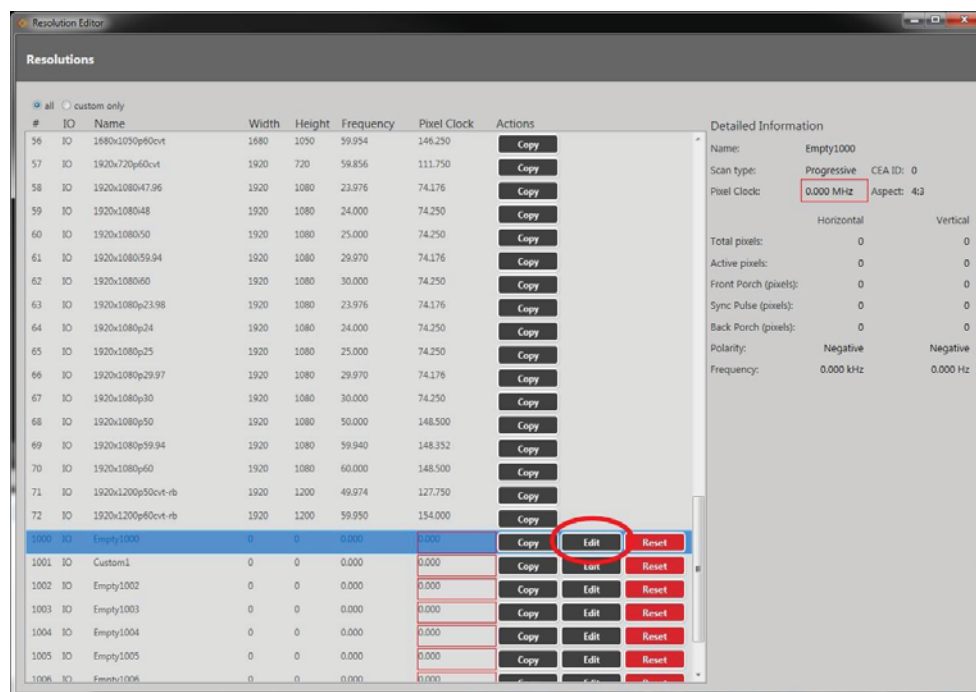 Resolution Editor
Resolutions
all custom only
# IO Name Width Height Frequency Pixel Clock Actions
56 IO 1680x1050p60cvt 1680 1050 59.954 146.250 Copy
57 IO 1920x720p60cvt 1920 720 59.856 111.750 Copy
58 IO 1920x1080i47.96 1920 1080 23.976 74.176 Copy
59 IO 1920x1080i48 1920 1080 24.000 74.250 Copy
60 IO 1920x1080i50 1920 1080 25.000 74.250 Copy
61 IO 1920x1080i59.94 1920 1080 29.970 74.176 Copy
62 IO 1920x1080i60 1920 1080 30.000 74.250 Copy
63 IO 1920x1080p23.98 1920 1080 23.976 74.176 Copy
64 IO 1920x1080p24 1920 1080 24.000 74.250 Copy
65 IO 1920x1080p25 1920 1080 25.000 74.250 Copy
66 IO 1920x1080p29.97 1920 1080 29.970 74.176 Copy
67 IO 1920x1080p30 1920 1080 30.000 74.250 Copy
68 IO 1920x1080p50 1920 1080 50.000 148.500 Copy
69 IO 1920x1080p59.94 1920 1080 59.940 148.352 Copy
70 IO 1920x1080p60 1920 1080 60.000 148.500 Copy
71 IO 1920x1200p50cvt-rb 1920 1200 49.974 127.750 Copy
72 IO 1920x1200p60cvt-rb 1920 1200 59.950 154.000 Copy
1000 IO Empty1000 0 0 0.000 0.000 Copy Edit Reset
1001 IO Custom1 0 0 0.000 0.000 Copy Edit Reset
1002 IO Empty1002 0 0 0.000 0.000 Copy Edit Reset
1003 IO Empty1003 0 0 0.000 0.000 Copy Edit Reset
1004 IO Empty1004 0 0 0.000 0.000 Copy Edit Reset
1005 IO Empty1005 0 0 0.000 0.000 Copy Edit Reset
1006 IO Empty1006 0 0 0.000 0.000
Detailed Information
Name: Empty1000
Scan type: Progressive CEA ID: 0
Pixel Clock: 0.000 MHz Aspect: 4:3
Horizontal Vertical
Total pixels: 0 0
Active pixels: 0 0
Front Porch (pixels): 0 0
Sync Pulse (pixels): 0 0
Back Porch (pixels): 0 0
Polarity: Negative Negative
Frequency: 0.000 kHz 0.000 Hz